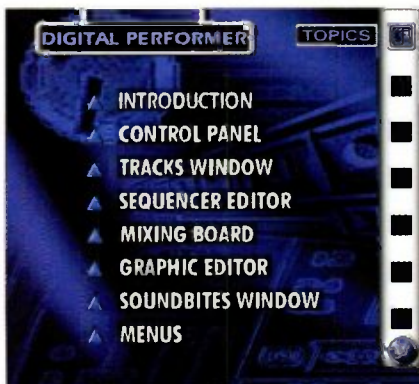 DIGITAL PERFORMER
TOPICS
INTRODUCTION
CONTROL PANEL
TRACKS WINDOW
SEQUENCER EDITOR
MIXING BOARD
GRAPHIC EDITOR
SOUNDBITES WINDOW
MENUS